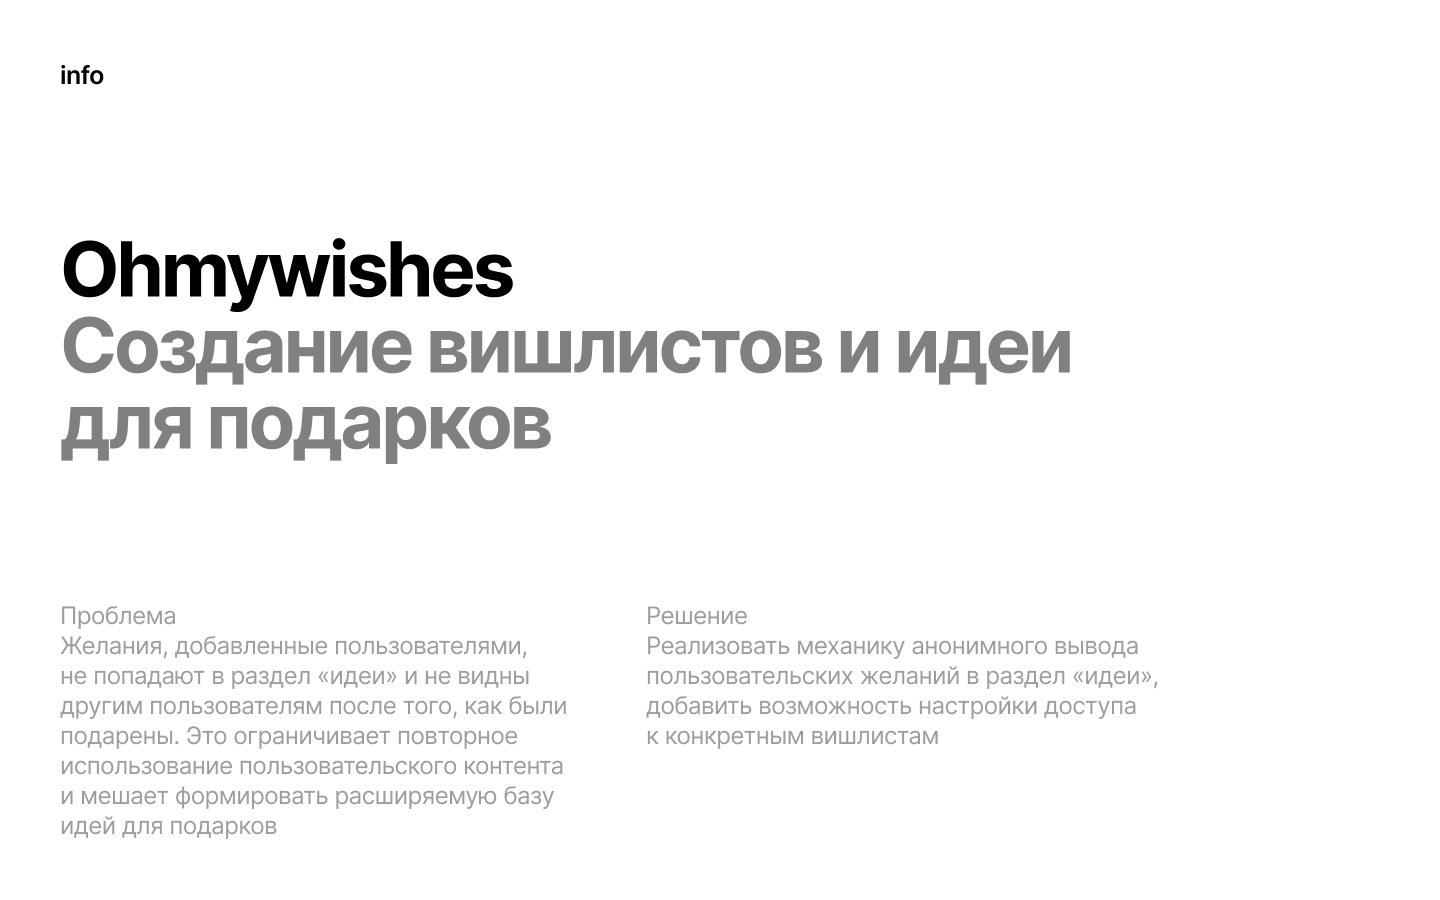 info
Ohmywishes
Создание вишлистов и идеи
для подарков
Проблема
Желания, добавленные пользователями,
не попадают в раздел «идеи» и не видны
другим пользователям после того, как были
подарены. Это ограничивает повторное
использование пользовательского контента
и мешает формировать расширяемую базу
идей для подарков
Решение
Реализовать механику анонимного вывода
пользовательских желаний в раздел «идеи»,
добавить возможность настройки доступа
к конкретным вишлистам